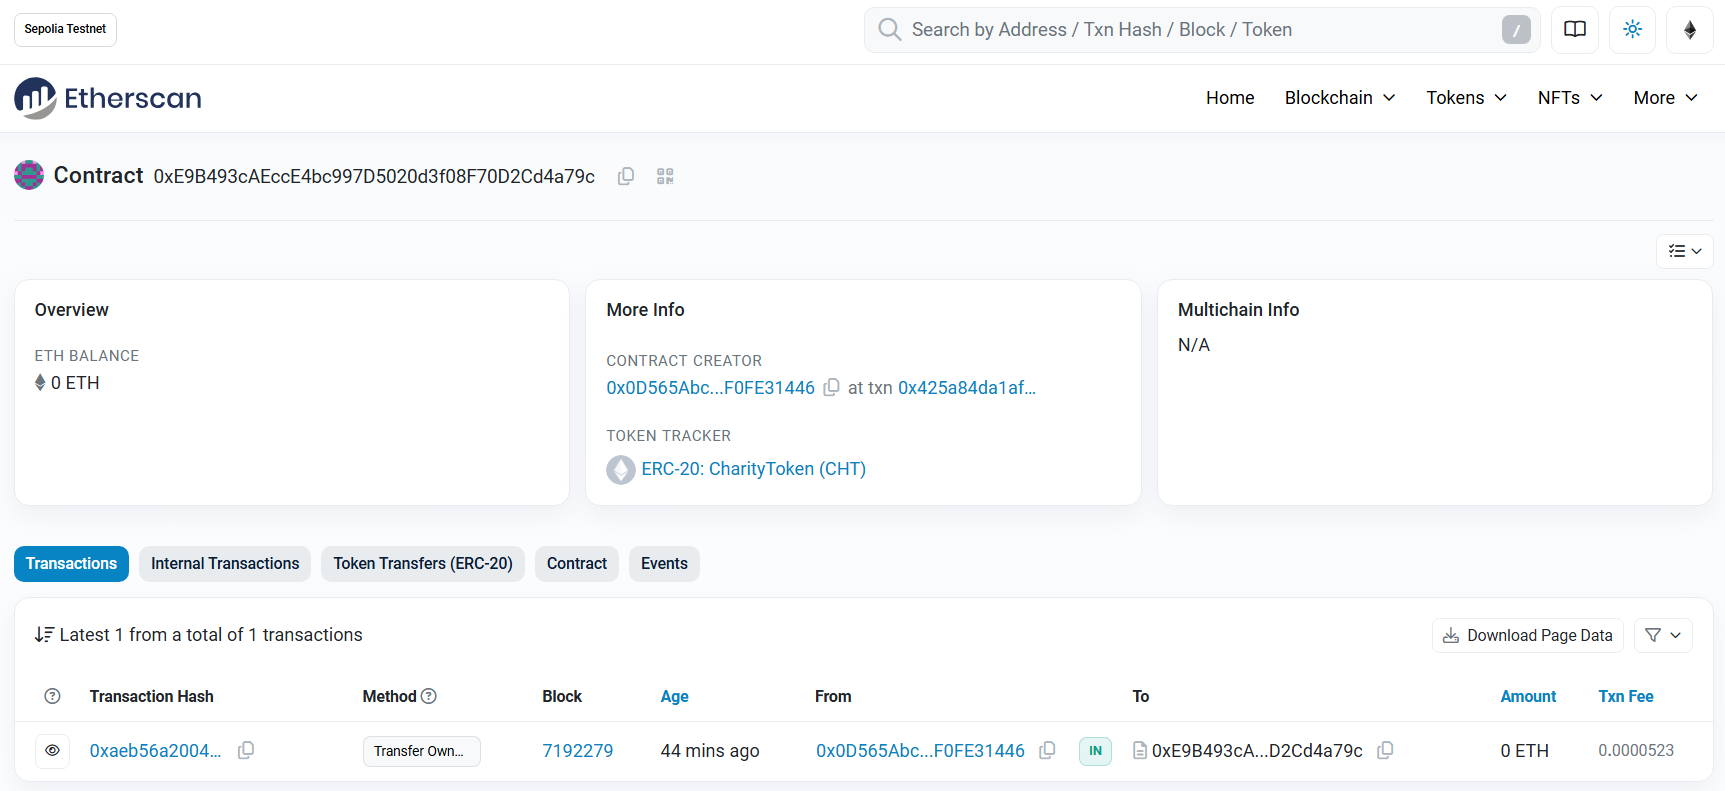 Sepolia Testnet
Search by Address / Txn Hash / Block / Token
/
Etherscan
Home Blockchain Tokens NFTs More
Contract 0xE9B493cAEccE4bc997D5020d3f08F70D2Cd4a79c
Overview
ETH BALANCE
0 ETH
More Info
CONTRACT CREATOR
0x0D565Abc...F0FE31446 at txn 0x425a84da1af...
TOKEN TRACKER
ERC-20: CharityToken (CHT)
Multichain Info
N/A
Transactions Internal Transactions Token Transfers (ERC-20) Contract Events
Latest 1 from a total of 1 transactions
Download Page Data
? Transaction Hash Method ? Block Age From To Amount Txn Fee
0xaeb56a2004... Transfer Own... 7192279 44 mins ago 0x0D565Abc...F0FE31446 IN 0xE9B493cA...D2Cd4a79c 0 ETH 0.0000523